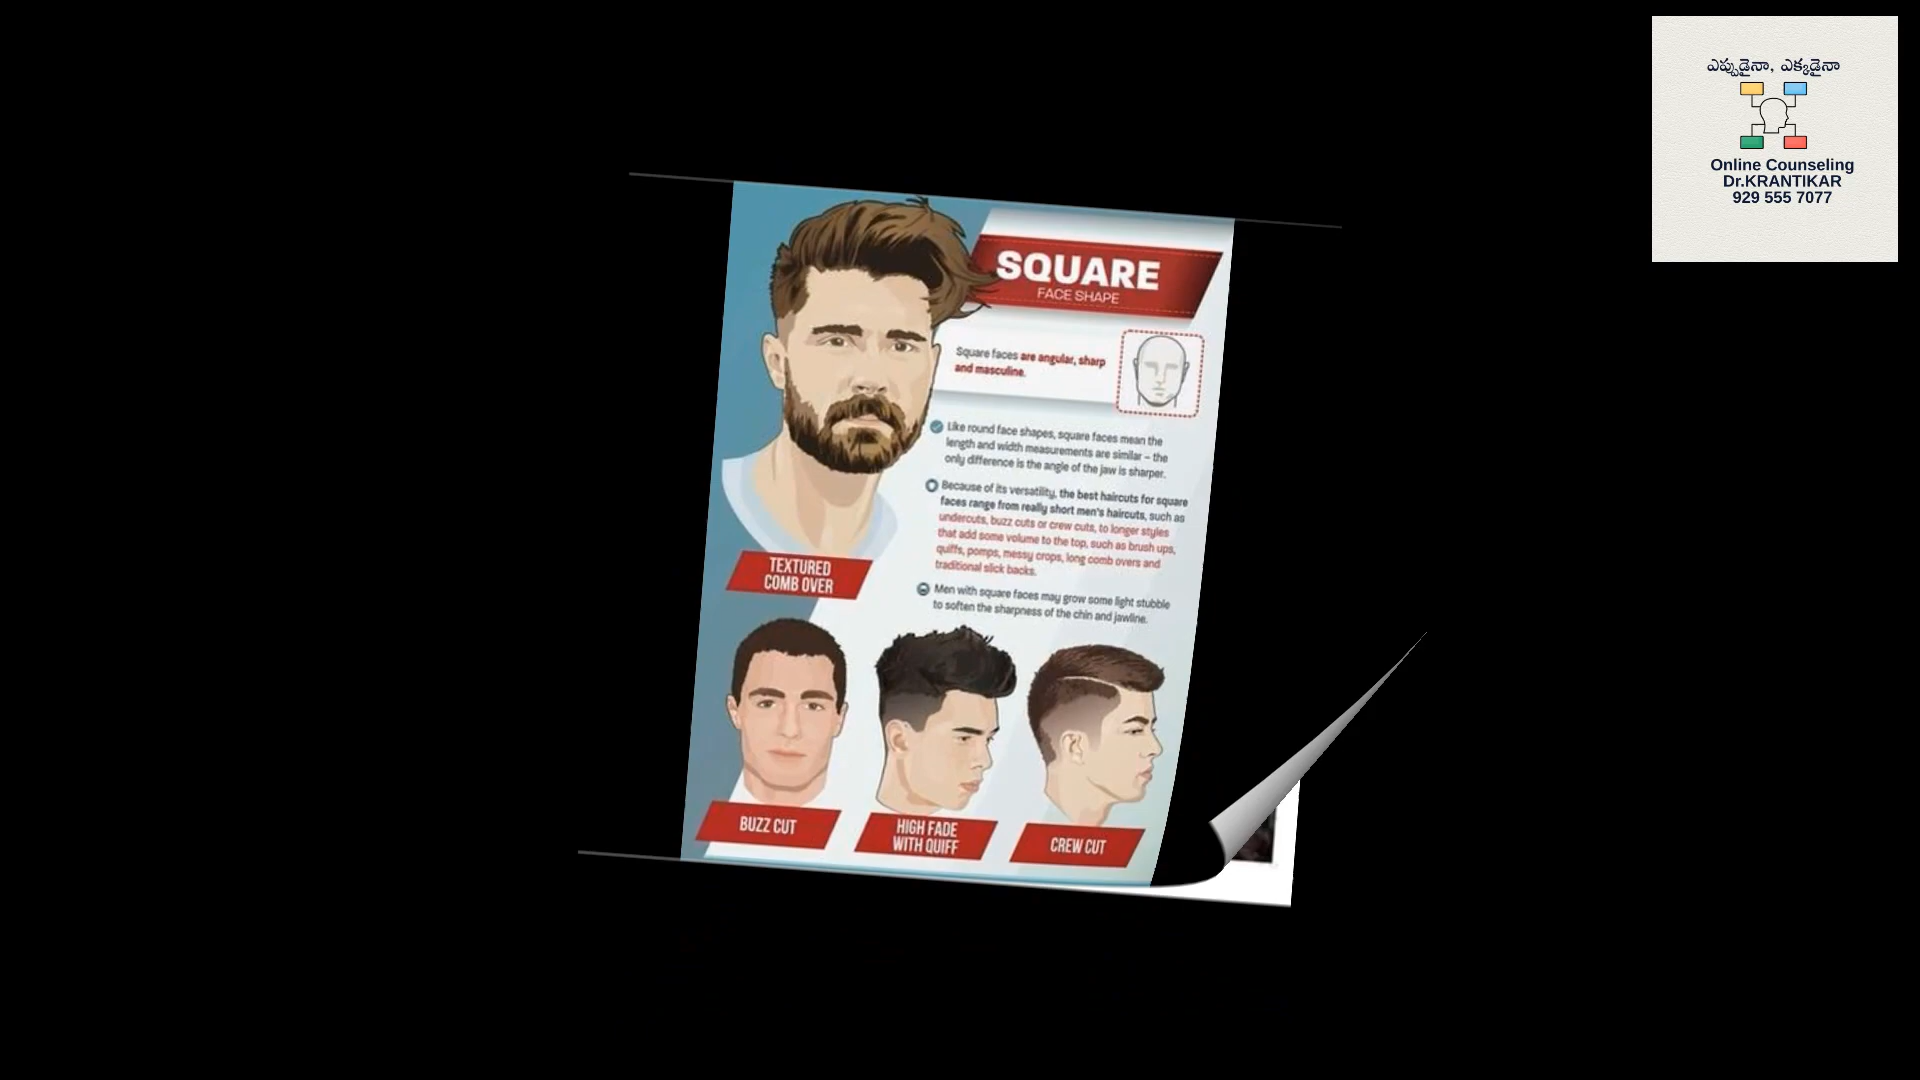 ఎప్పుడైనా, ఎక్కడైనా
Online Counseling
Dr.KRANTIKAR
929 555 7077
SQUARE
FACE SHAPE
Square faces are angular, sharp
and masculine.
Like round face shapes, square faces mean the
length and width measurements are similar – the
only difference is the angle of the jaw is sharper.
Because of its versatility, the best haircuts for square
faces range from really short men's haircuts, such as
undercuts, buzz cuts or crew cuts, to longer styles
that add some volume to the top, such as brush ups,
quiffs, pomps, messy crops, long comb overs and
traditional slick backs.
Men with square faces may grow some light stubble
to soften the sharpness of the chin and jawline.
TEXTURED
COMB OVER
BUZZ CUT
HIGH FADE
WITH QUIFF
CREW CUT